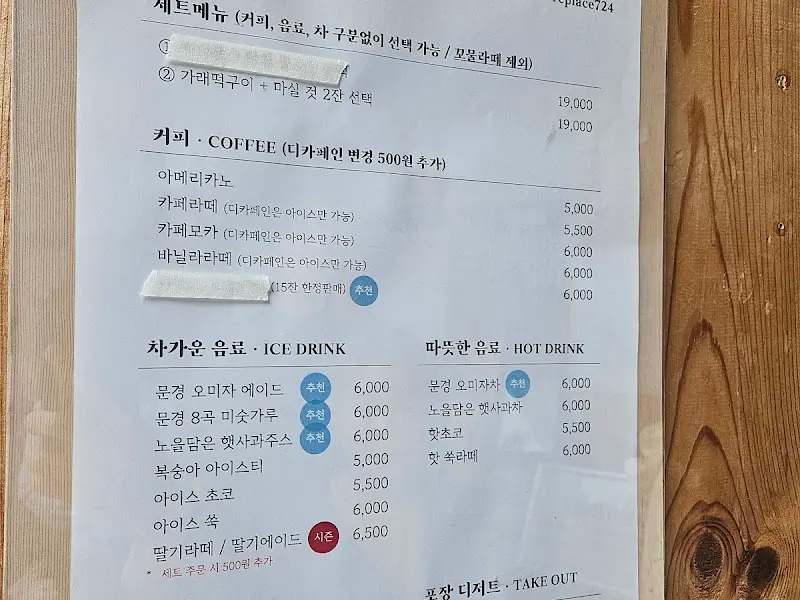 replace724
세트메뉴 (커피, 음료, 차 구분없이 선택 가능 / 꼬물라떼 제외)
① 19,000
② 가래떡구이 + 마실 것 2잔 선택 19,000
커피 · COFFEE (디카페인 변경 500원 추가)
아메리카노 5,000
카페라떼 (디카페인은 아이스만 가능) 5,500
카페모카 (디카페인은 아이스만 가능) 6,000
바닐라라떼 (디카페인은 아이스만 가능) 6,000
(15잔 한정판매) 추천 6,000
차가운 음료 · ICE DRINK
문경 오미자 에이드 추천 6,000
문경 8곡 미숫가루 추천 6,000
노을담은 햇사과주스 추천 6,000
복숭아 아이스티 5,000
아이스 초코 5,500
아이스 쑥 6,000
딸기라떼 / 딸기에이드 시즌 6,500
* 세트 주문 시 500원 추가
따뜻한 음료 · HOT DRINK
문경 오미자차 추천 6,000
노을담은 햇사과차 6,000
핫초코 5,500
핫 쑥라떼 6,000
포장 디저트 · TAKE OUT